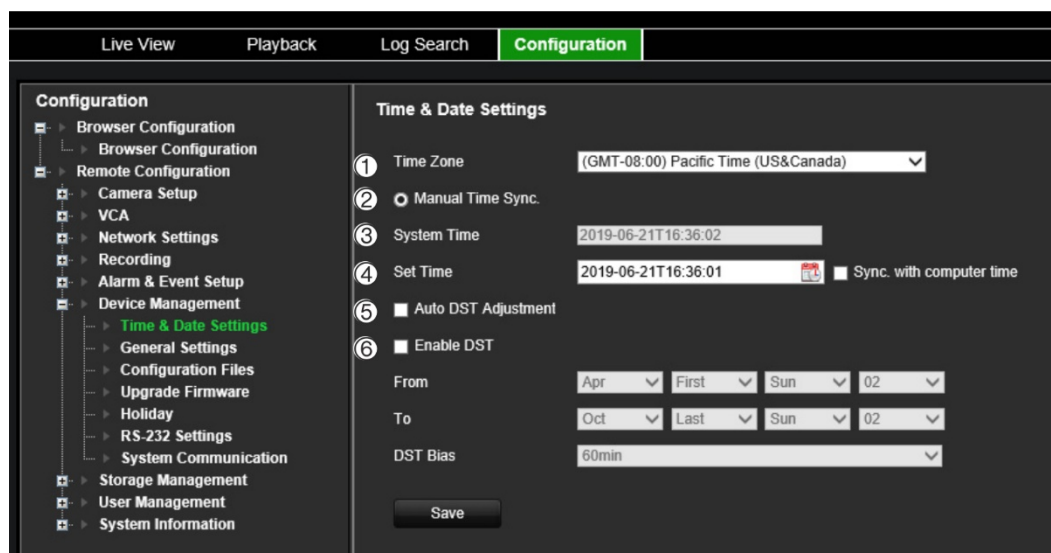 Live View Playback Log Search Configuration
Configuration
Browser Configuration
Browser Configuration
Remote Configuration
Camera Setup
VCA
Network Settings
Recording
Alarm & Event Setup
Device Management
Time & Date Settings
General Settings
Configuration Files
Upgrade Firmware
Holiday
RS-232 Settings
System Communication
Storage Management
User Management
System Information
Time & Date Settings
① Time Zone (GMT-08:00) Pacific Time (US&Canada)
② Manual Time Sync.
③ System Time 2019-06-21T16:36:02
④ Set Time 2019-06-21T16:36:01 Sync. with computer time
⑤ Auto DST Adjustment
⑥ Enable DST
From Apr First Sun 02
To Oct Last Sun 02
DST Bias 60min
Save